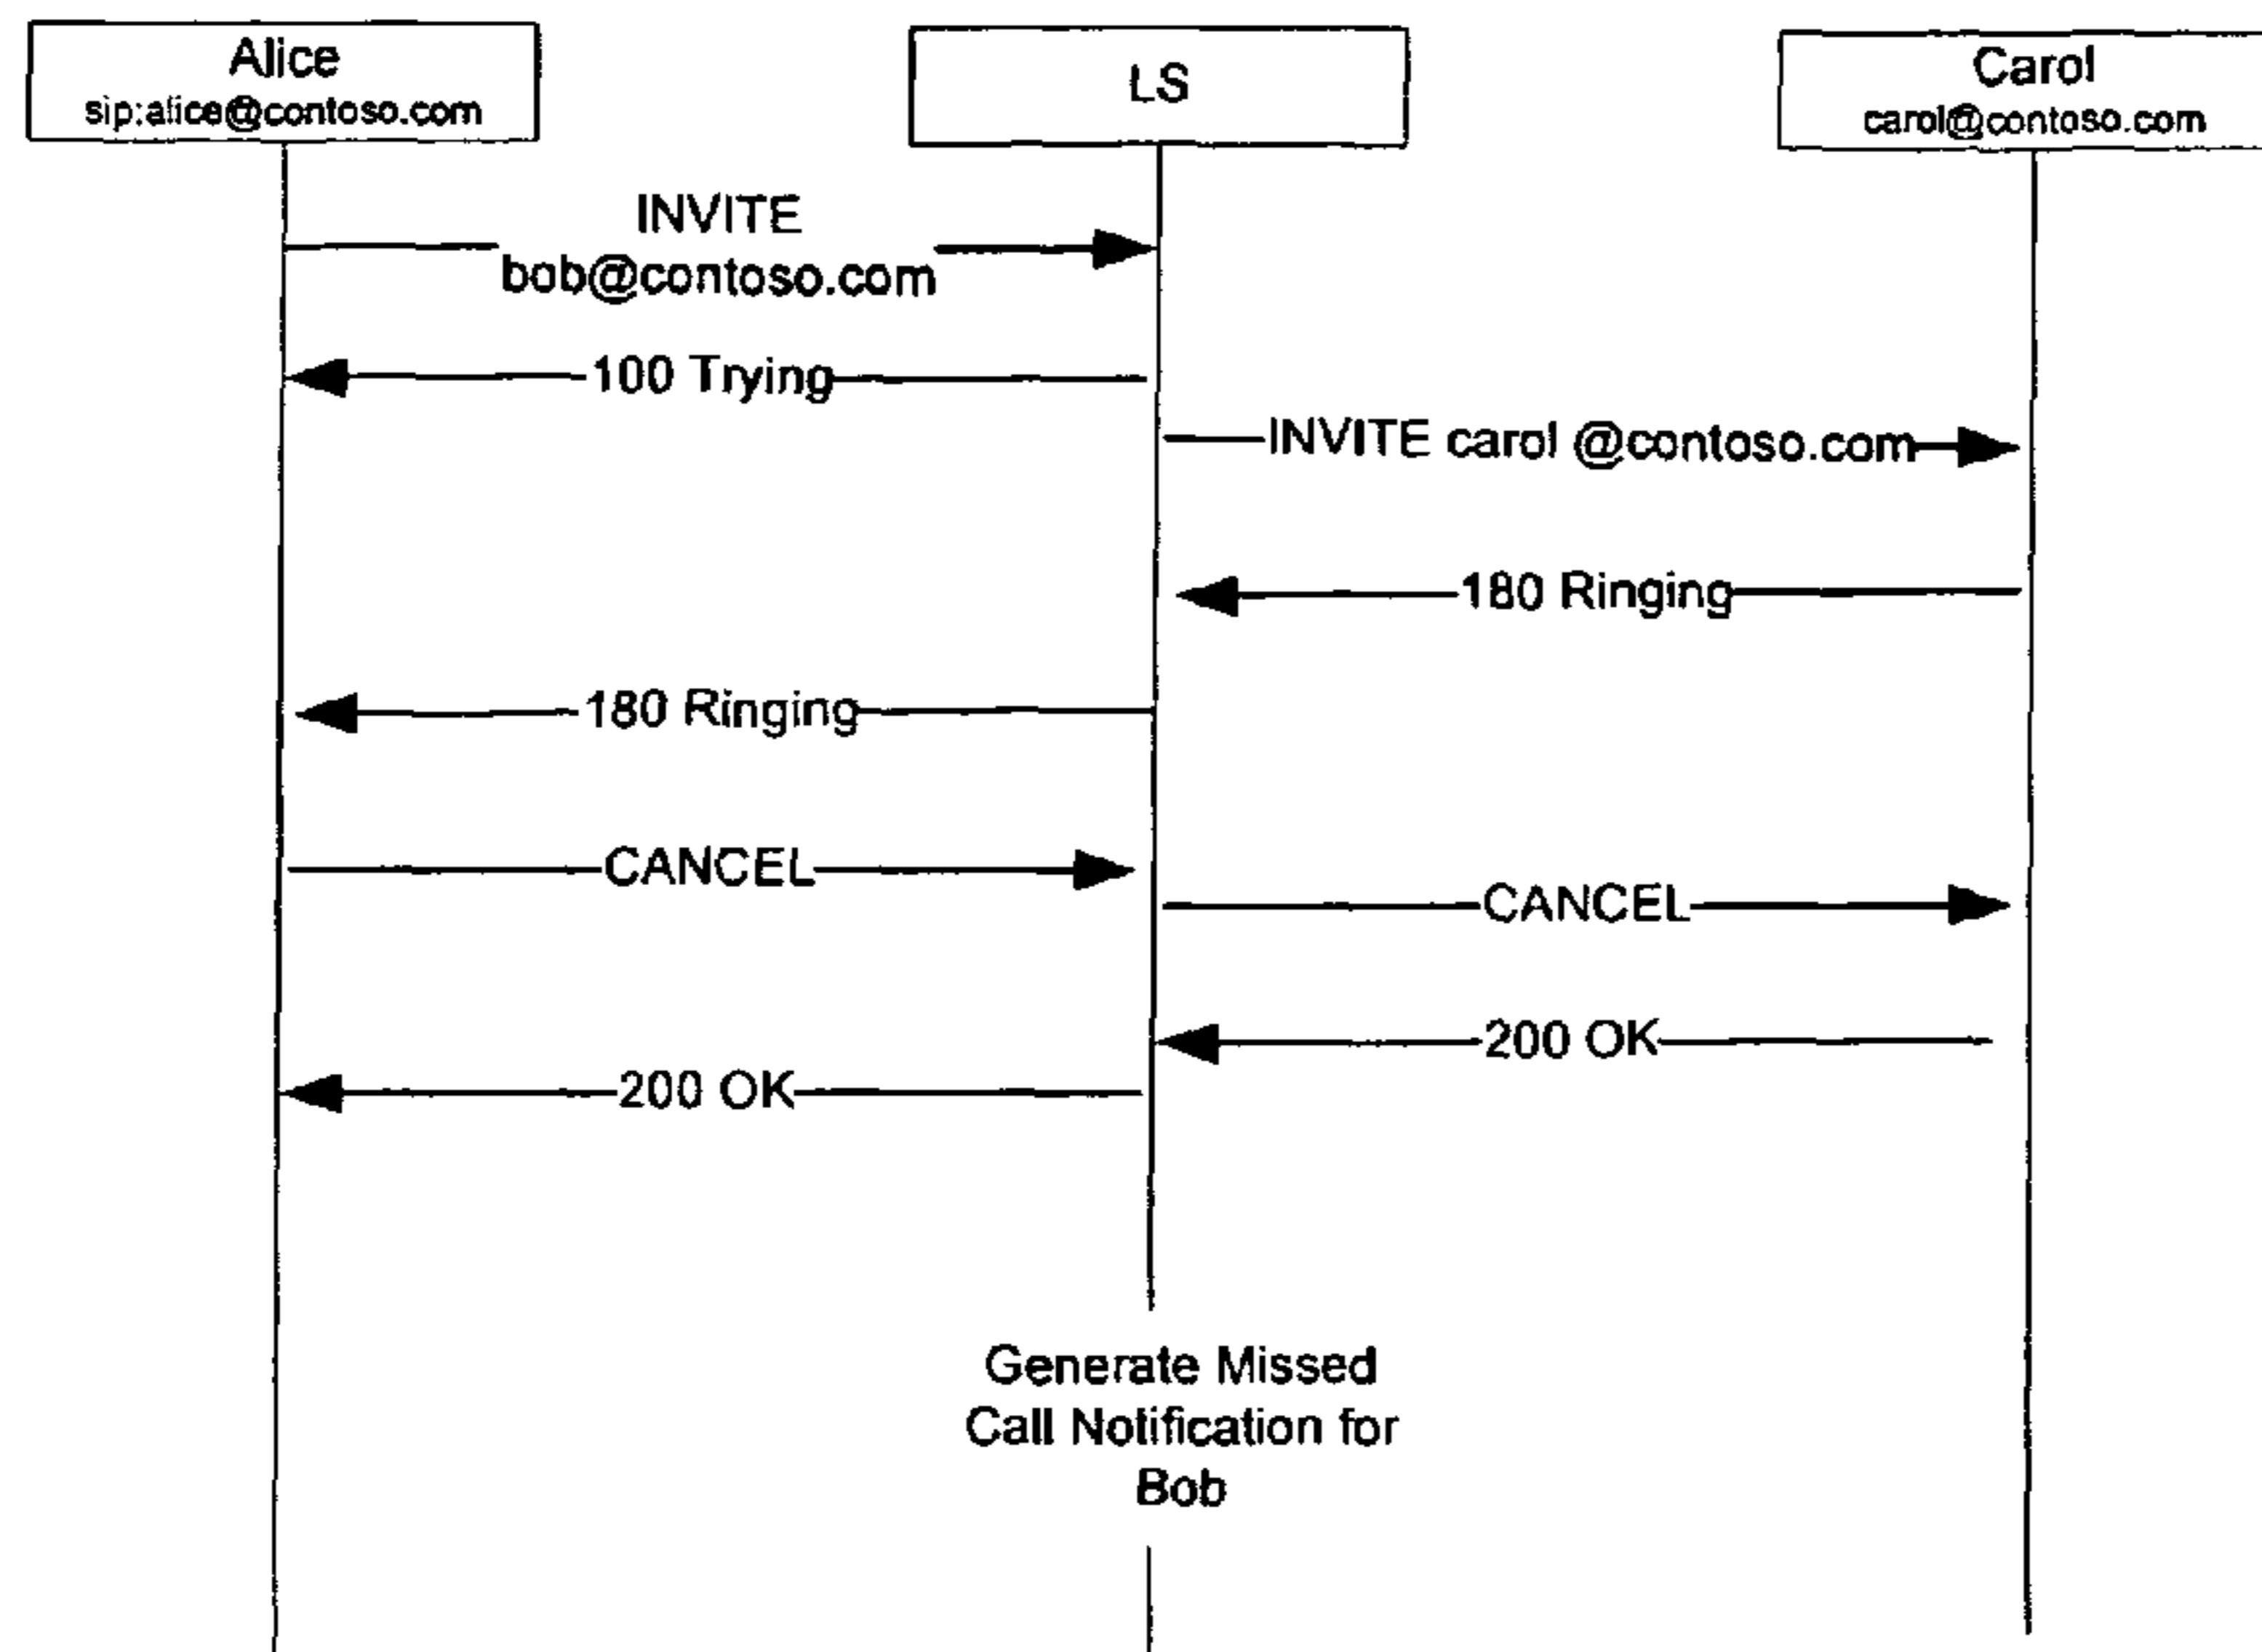 Alice
sip:alice@contoso.com
LS
Carol
carol@contoso.com
INVITE
bob@contoso.com
100 Trying
INVITE carol @contoso.com
180 Ringing
180 Ringing
CANCEL
CANCEL
200 OK
200 OK
Generate Missed
Call Notification for
Bob